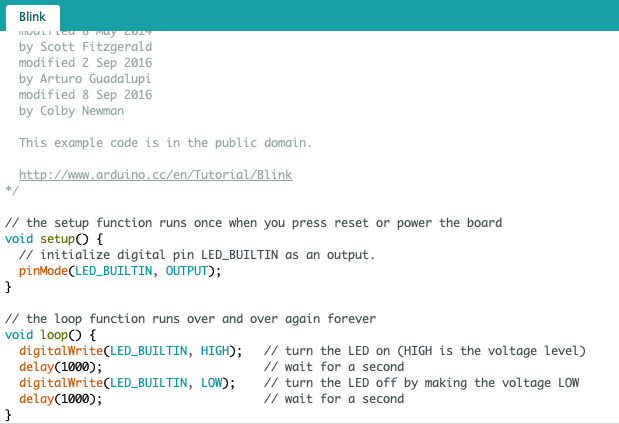 Blink
modified 8 May 2014
by Scott Fitzgerald
modified 2 Sep 2016
by Arturo Guadalupi
modified 8 Sep 2016
by Colby Newman
This example code is in the public domain.
http://www.arduino.cc/en/Tutorial/Blink
*/
// the setup function runs once when you press reset or power the board
void setup() {
// initialize digital pin LED_BUILTIN as an output.
pinMode(LED_BUILTIN, OUTPUT);
}
// the loop function runs over and over again forever
void loop() {
digitalWrite(LED_BUILTIN, HIGH);   // turn the LED on (HIGH is the voltage level)
delay(1000);                       // wait for a second
digitalWrite(LED_BUILTIN, LOW);    // turn the LED off by making the voltage LOW
delay(1000);                       // wait for a second
}